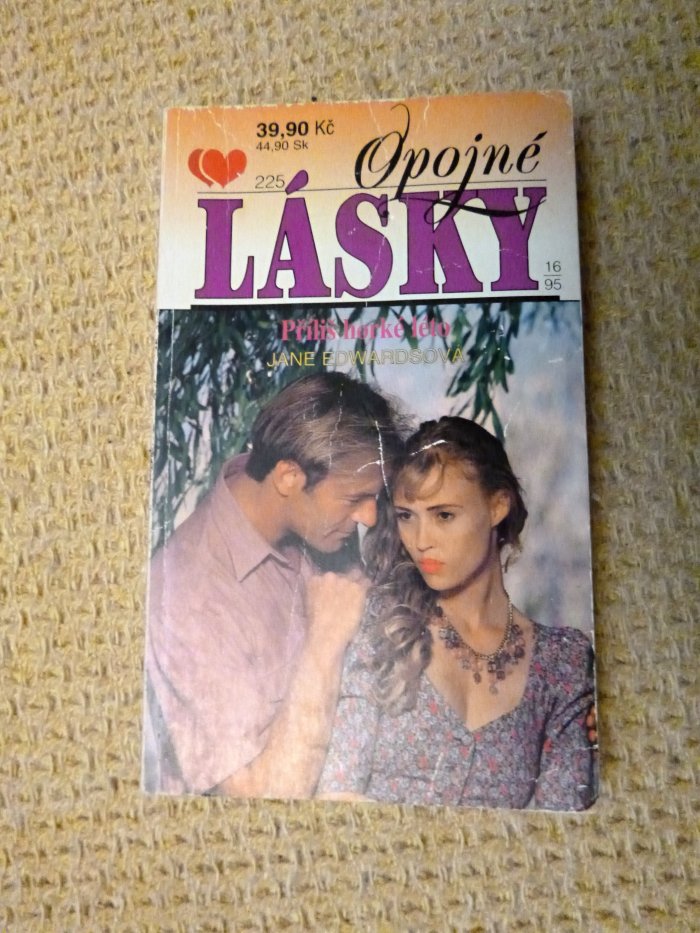 39,90 Kč
44,90 Sk
225
Opojné
LÁSKY
16
95
Příliš horké léto
JANE EDWARDSOVÁ